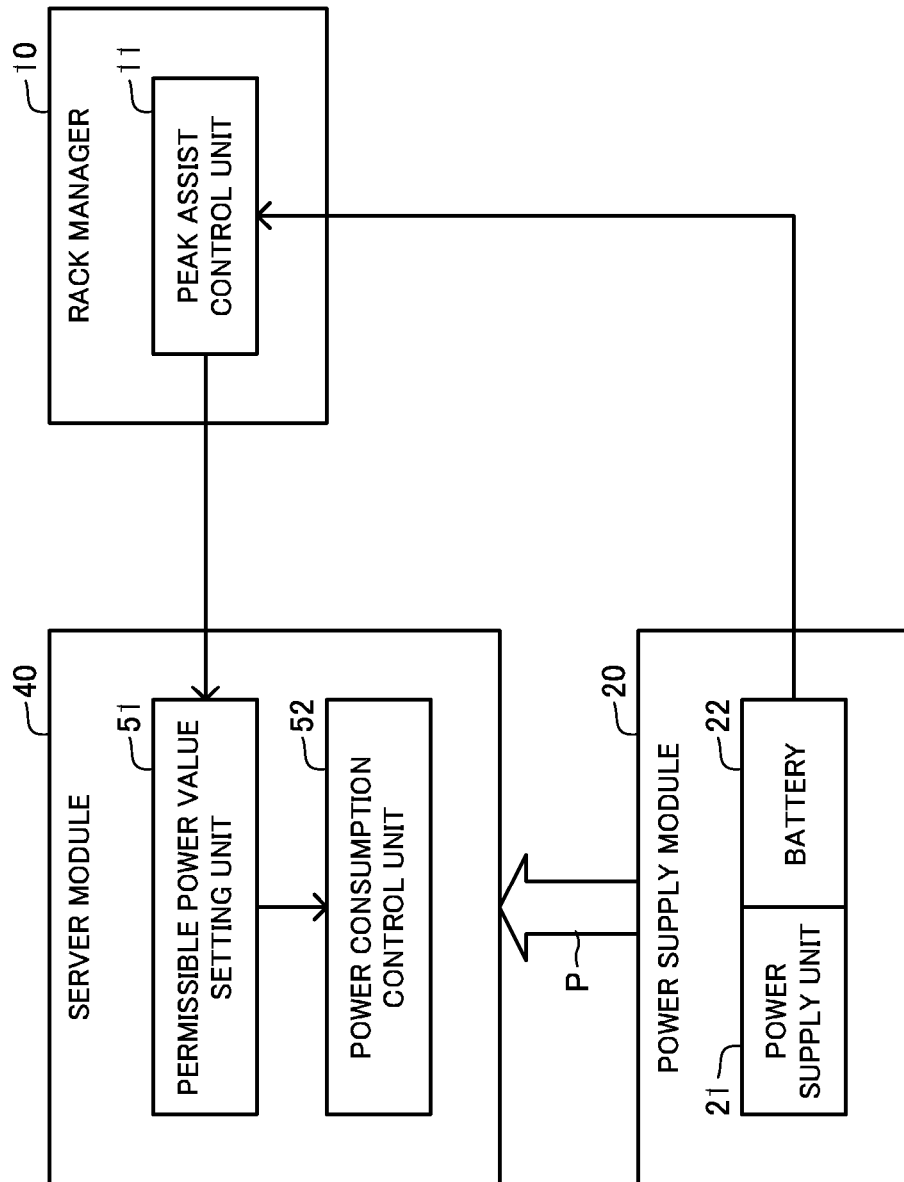 10
RACK MANAGER
11
PEAK ASSIST
CONTROL UNIT
40
SERVER MODULE
51
PERMISSIBLE POWER VALUE
SETTING UNIT
52
POWER CONSUMPTION
CONTROL UNIT
P
20
POWER SUPPLY MODULE
21
POWER
SUPPLY UNIT
22
BATTERY